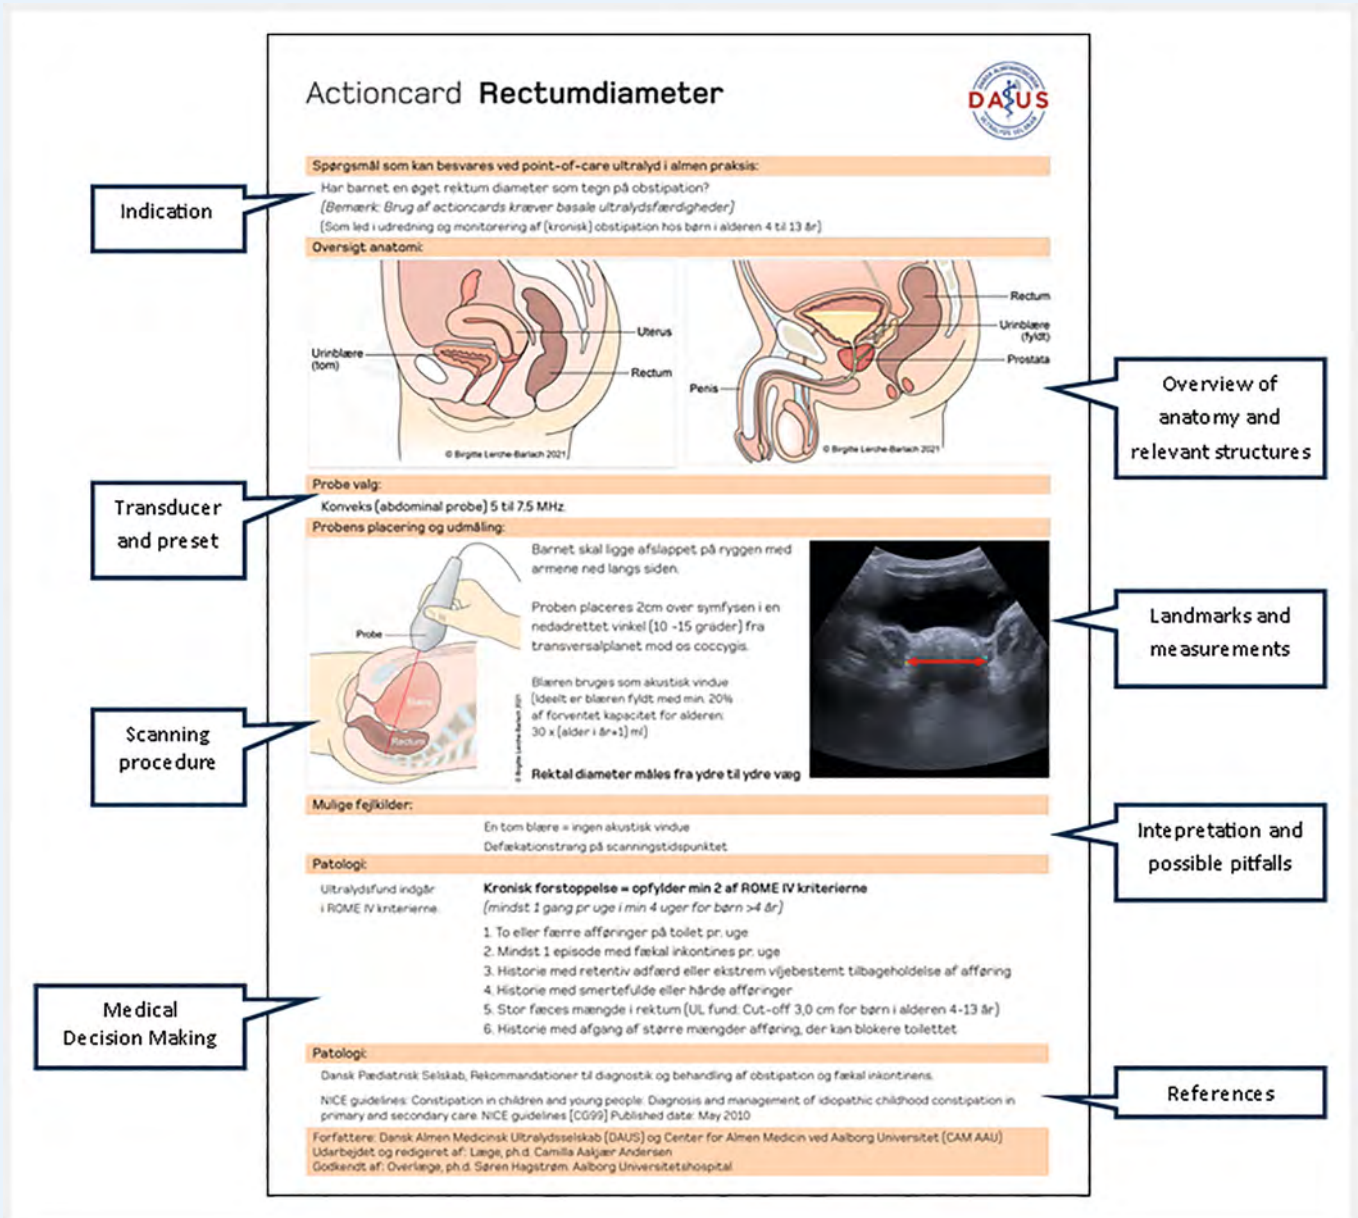 Actioncard Rectumdiameter
DANSK ALMENMEDICINSK
DAUS
ULTRALYDS SELSKAB
Spørgsmål som kan besvares ved point-of-care ultralyd i almen praksis:
Har barnet en øget rektum diameter som tegn på obstipation?
(Bemærk: Brug af actioncards kræver basale ultralydsfærdigheder)
(Som led i udredning og monitorering af (kronisk) obstipation hos børn i alderen 4 til 13 år)
Indication
Oversigt anatomi:
Uterus
Urinblære
(tom)
Rectum
© Birgitte Lerche-Barlach 2021
Rectum
Urinblære
(fyldt)
Prostata
Penis
© Birgitte Lerche-Barlach 2021
Overview of
anatomy and
relevant structures
Probe valg:
Konveks (abdominal probe) 5 til 7.5 MHz
Transducer
and preset
Probens placering og udmåling:
Probe
Blære
Rectum
© Birgitte Lerche-Barlach 2021
Barnet skal ligge afslappet på ryggen med
armene ned langs siden.
Proben placeres 2cm over symfysen i en
nedadrettet vinkel (10 -15 grader) fra
transversalplanet mod os coccygis.
Blæren bruges som akustisk vindue
(Ideelt er blæren fyldt med min. 20%
af forventet kapacitet for alderen:
30 x (alder i år+1) ml)
Rektal diameter måles fra ydre til ydre væg
Landmarks and
measurements
Scanning
procedure
Mulige fejlkilder:
En tom blære = ingen akustisk vindue
Defækationstrang på scanningstidspunktet
Intepretation and
possible pitfalls
Patologi:
Ultralydsfund indgår
i ROME IV kriterierne.
Kronisk forstoppelse = opfylder min 2 af ROME IV kriterierne
(mindst 1 gang pr uge i min 4 uger for børn >4 år)
1. To eller færre afføringer på toilet pr. uge
2. Mindst 1 episode med fækal inkontines pr. uge
3. Historie med retentiv adfærd eller ekstrem viljebestemt tilbageholdelse af afføring
4. Historie med smertefulde eller hårde afføringer
5. Stor fæces mængde i rektum (UL fund: Cut-off 3,0 cm for børn i alderen 4-13 år)
6. Historie med afgang af større mængder afføring, der kan blokere toilettet
Medical
Decision Making
Patologi:
Dansk Pædiatrisk Selskab, Rekommandationer til diagnostik og behandling af obstipation og fækal inkontinens.
NICE guidelines: Constipation in children and young people: Diagnosis and management of idiopathic childhood constipation in
primary and secondary care. NICE guidelines [CG99] Published date: May 2010
References
Forfattere: Dansk Almen Medicinsk Ultralydsselskab (DAUS) og Center for Almen Medicin ved Aalborg Universitet (CAM AAU)
Udarbejdet og redigeret af: Læge, ph.d. Camilla Aakjær Andersen
Godkendt af: Overlæge, ph.d. Søren Hagstrøm. Aalborg Universitetshospital